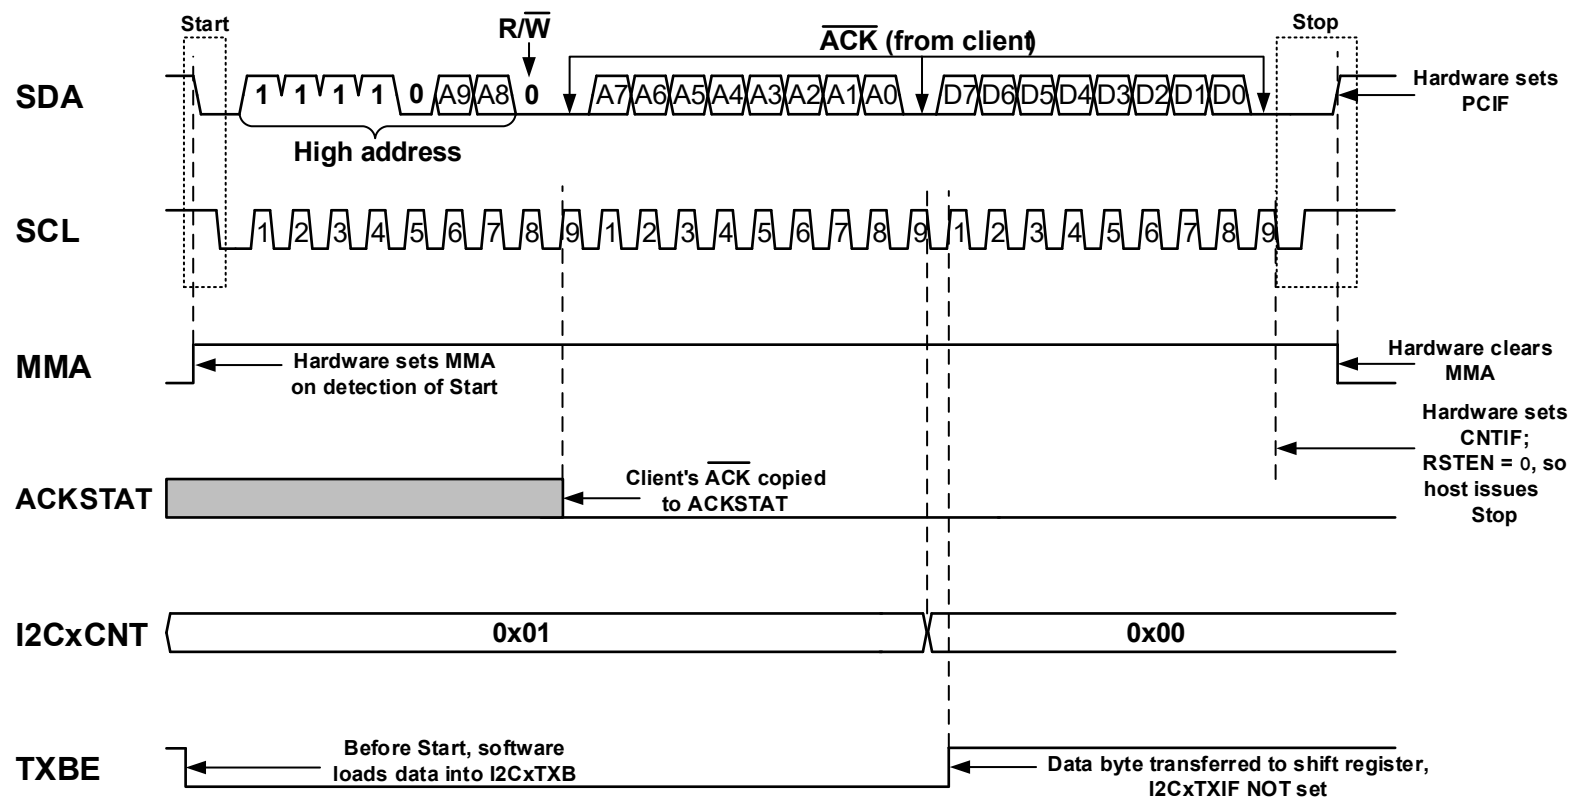 Start
R/W
ACK (from client)
Stop
SDA
1 1 1 1 0 A9 A8 0 A7 A6 A5 A4 A3 A2 A1 A0 D7 D6 D5 D4 D3 D2 D1 D0
Hardware sets
PCIF
High address
SCL
1 2 3 4 5 6 7 8 9 1 2 3 4 5 6 7 8 9 1 2 3 4 5 6 7 8 9
MMA
Hardware sets MMA
on detection of Start
Hardware clears
MMA
Hardware sets
CNTIF;
RSTEN = 0, so
host issues
Stop
ACKSTAT
Client's ACK copied
to ACKSTAT
I2CxCNT
0x01
0x00
TXBE
Before Start, software
loads data into I2CxTXB
Data byte transferred to shift register,
I2CxTXIF NOT set